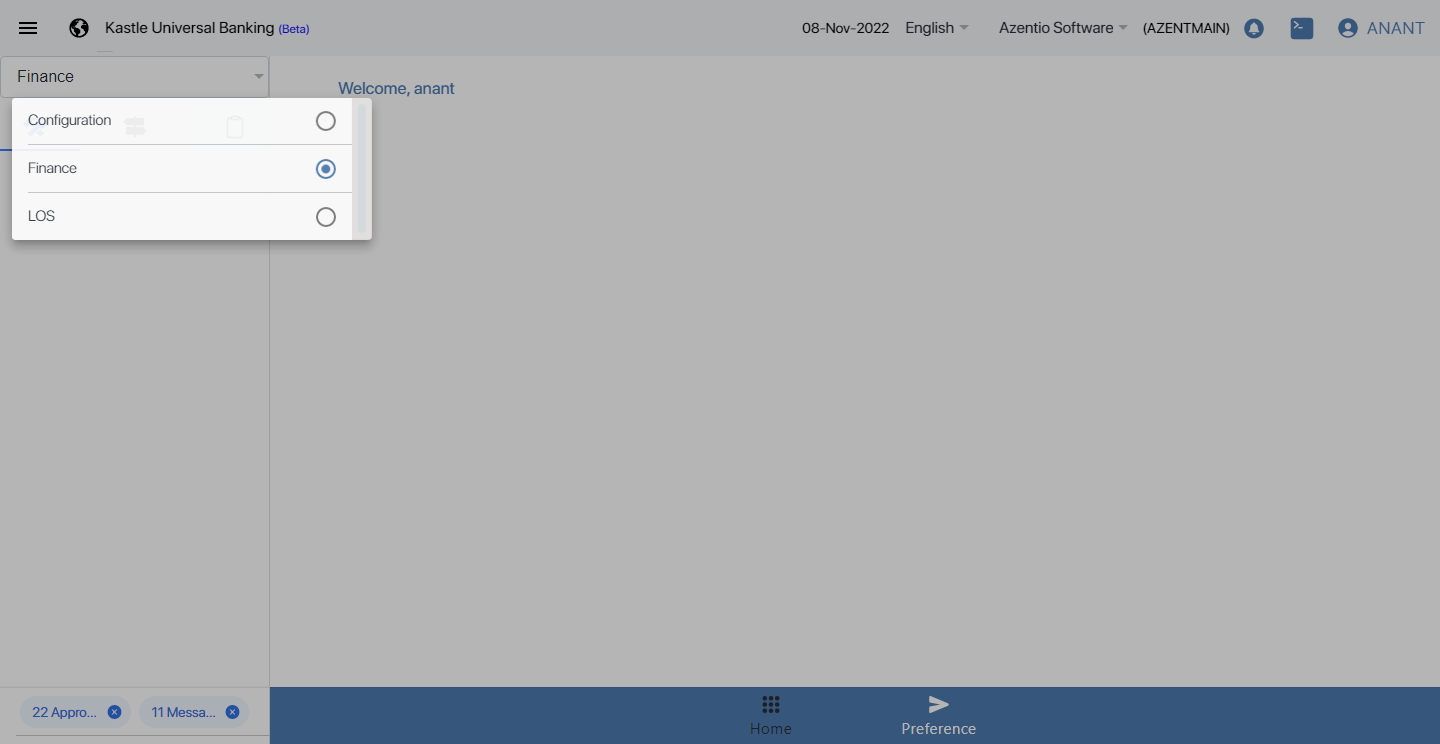 Kastle Universal Banking (Beta)
08-Nov-2022 English Azentio Software (AZENTMAIN) ANANT
Finance
Welcome, anant
Configuration
Finance
LOS
22 Appro... 11 Messa...
Home Preference